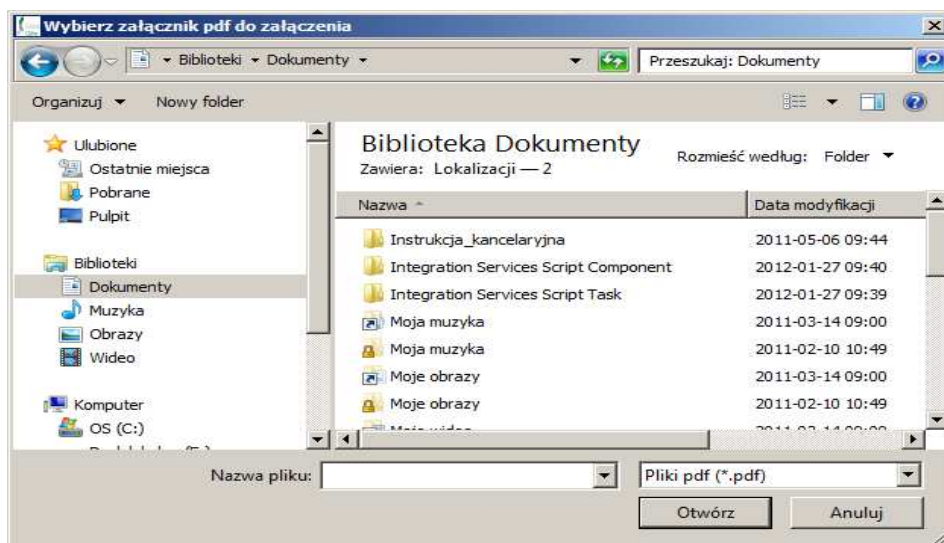 Wybierz załącznik pdf do załączenia
Biblioteki Dokumenty
Przeszukaj: Dokumenty
Organizuj Nowy folder
Ulubione
Ostatnie miejsca
Pobrane
Pulpit
Biblioteki
Dokumenty
Muzyka
Obrazy
Wideo
Komputer
OS (C:)
Biblioteka Dokumenty
Zawiera: Lokalizacji — 2
Rozmieść według: Folder
Nazwa Data modyfikacji
Instrukcja_kancelaryjna 2011-05-06 09:44
Integration Services Script Component 2012-01-27 09:40
Integration Services Script Task 2012-01-27 09:39
Moja muzyka 2011-03-14 09:00
Moja muzyka 2011-02-10 10:49
Moje obrazy 2011-03-14 09:00
Moje obrazy 2011-02-10 10:49
Nazwa pliku: Pliki pdf (*.pdf)
Otwórz Anuluj